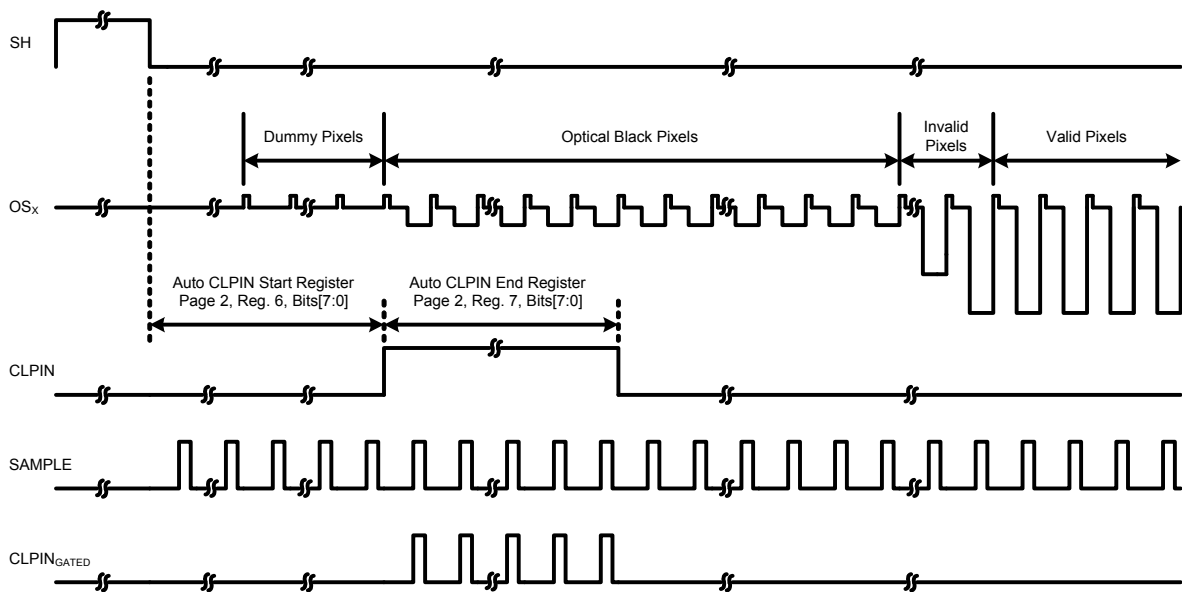 SH
Dummy Pixels
Optical Black Pixels
Invalid
Pixels
Valid Pixels
OSX
Auto CLPIN Start Register
Page 2, Reg. 6, Bits[7:0]
Auto CLPIN End Register
Page 2, Reg. 7, Bits[7:0]
CLPIN
SAMPLE
CLPINGATED